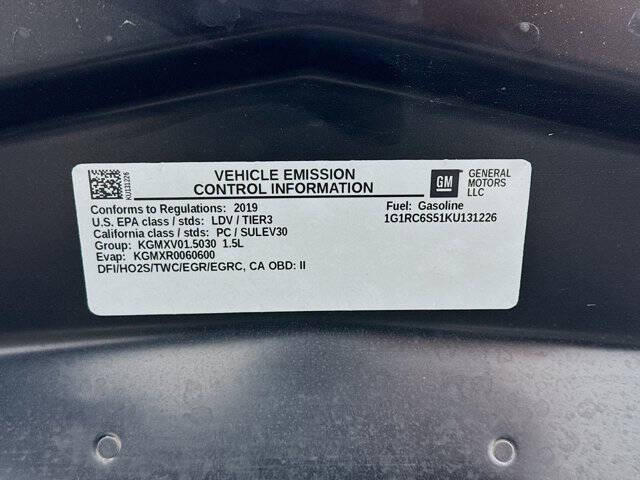 KU131226
VEHICLE EMISSION
CONTROL INFORMATION
GM
GENERAL
MOTORS
LLC
Conforms to Regulations: 2019
U.S. EPA class / stds: LDV / TIER3
California class / stds: PC / SULEV30
Group: KGMXV01.5030 1.5L
Evap: KGMXR0060600
DFI/HO2S/TWC/EGR/EGRC, CA OBD: II
Fuel: Gasoline
1G1RC6S51KU131226